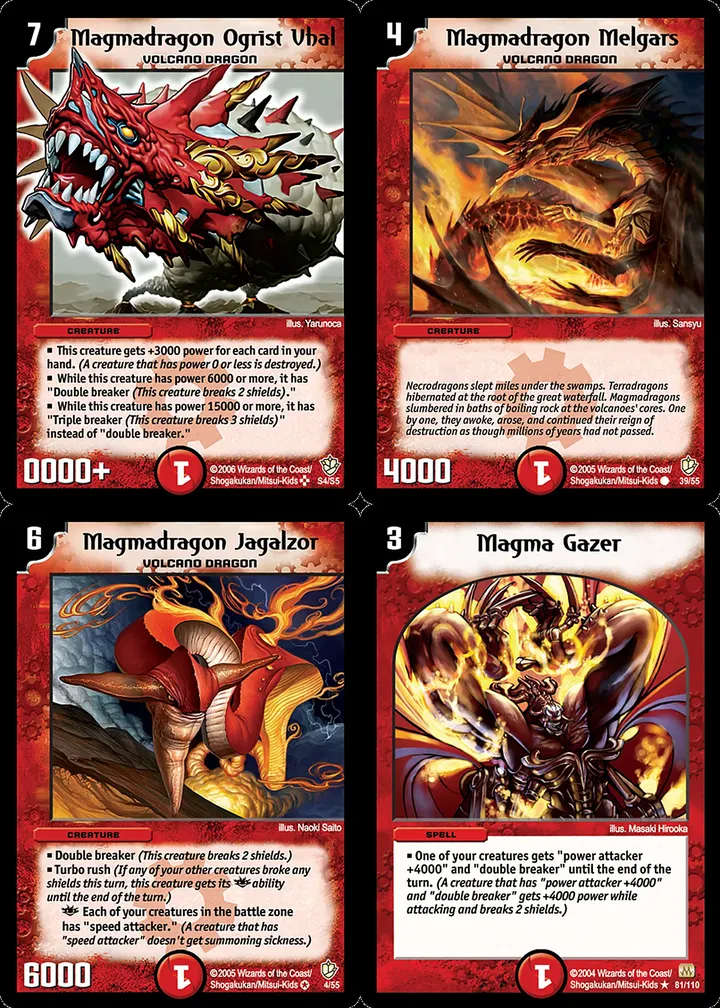 7 Magmadragon Ogrist Vhal
VOLCANO DRAGON
illus. Yarunoca
CREATURE
▪ This creature gets +3000 power for each card in your
hand. (A creature that has power 0 or less is destroyed.)
▪ While this creature has power 6000 or more, it has
"Double breaker (This creature breaks 2 shields)."
▪ While this creature has power 15000 or more, it has
"Triple breaker (This creature breaks 3 shields)"
instead of "double breaker."
0000+
1
©2006 Wizards of the Coast/
Shogakukan/Mitsui-Kids S4/S5
4 Magmadragon Melgars
VOLCANO DRAGON
illus. Sansyu
CREATURE
Necrodragons slept miles under the swamps. Terradragons
hibernated at the root of the great waterfall. Magmadragons
slumbered in baths of boiling rock at the volcanoes' cores. One
by one, they awoke, arose, and continued their reign of
destruction as though millions of years had not passed.
4000
1
©2005 Wizards of the Coast/
Shogakukan/Mitsui-Kids 39/55
6 Magmadragon Jagalzor
VOLCANO DRAGON
illus. Naoki Saito
CREATURE
▪ Double breaker (This creature breaks 2 shields.)
▪ Turbo rush (If any of your other creatures broke any
shields this turn, this creature gets its ability
until the end of the turn.)
Each of your creatures in the battle zone
has "speed attacker." (A creature that has
"speed attacker" doesn't get summoning sickness.)
6000
1
©2005 Wizards of the Coast/
Shogakukan/Mitsui-Kids 4/55
3 Magma Gazer
illus. Masaki Hirooka
SPELL
▪ One of your creatures gets "power attacker
+4000" and "double breaker" until the end of the
turn. (A creature that has "power attacker +4000"
and "double breaker" gets +4000 power while
attacking and breaks 2 shields.)
1
©2004 Wizards of the Coast/
Shogakukan/Mitsui-Kids ★ 81/110